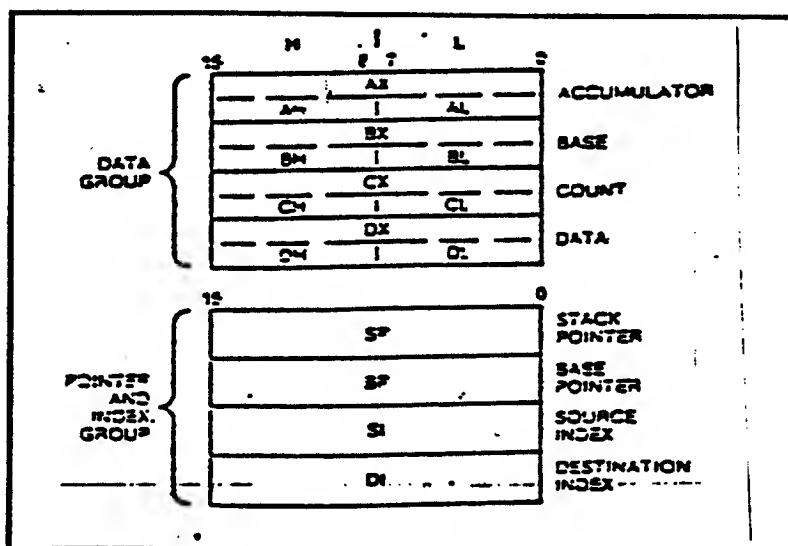 H L
15 8 7 0
AX
AH AL
ACCUMULATOR
BX
BH BL
BASE
DATA
GROUP
CX
CH CL
COUNT
DX
DH DL
DATA
15 0
SP
STACK
POINTER
BP
BASE
POINTER
POINTER
AND
INDEX
GROUP
SI
SOURCE
INDEX
DI
DESTINATION
INDEX